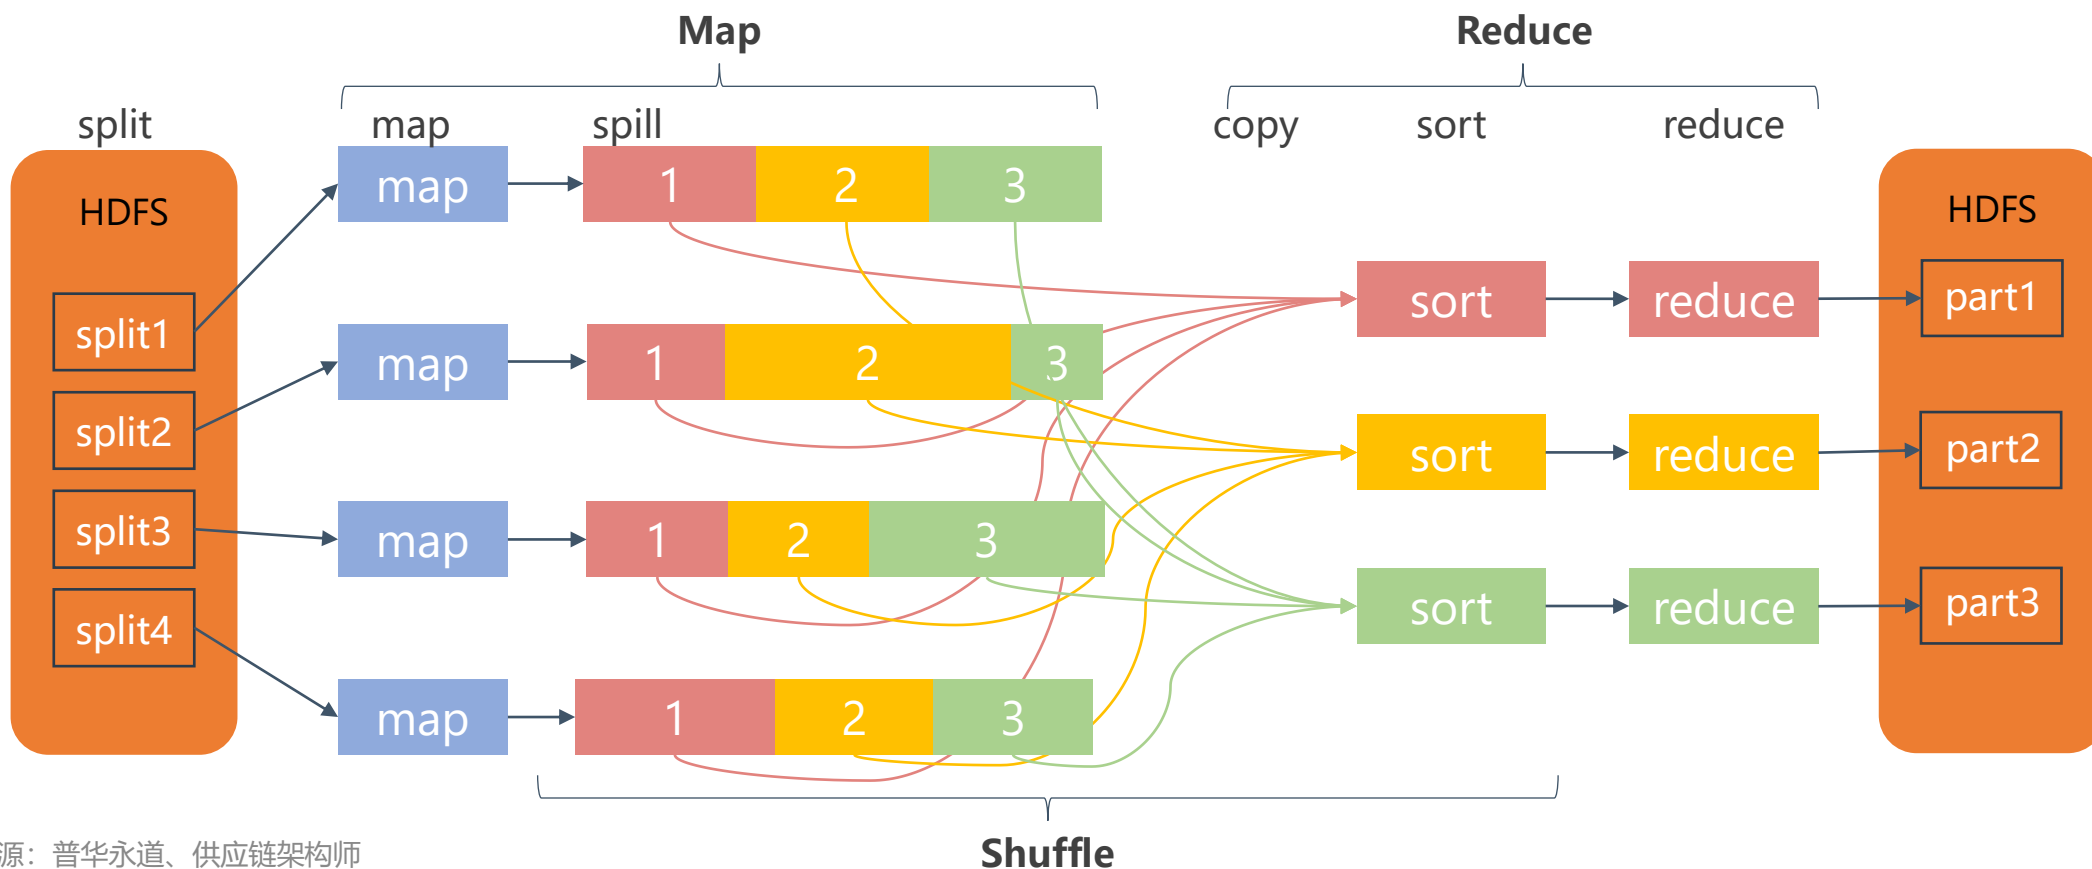 Map
Reduce
split
map
spill
copy
sort
reduce
HDFS
split1
split2
split3
split4
map
1
2
3
map
1
2
3
map
1
2
3
map
1
2
3
sort
reduce
sort
reduce
sort
reduce
HDFS
part1
part2
part3
Shuffle
源：普华永道、供应链架构师